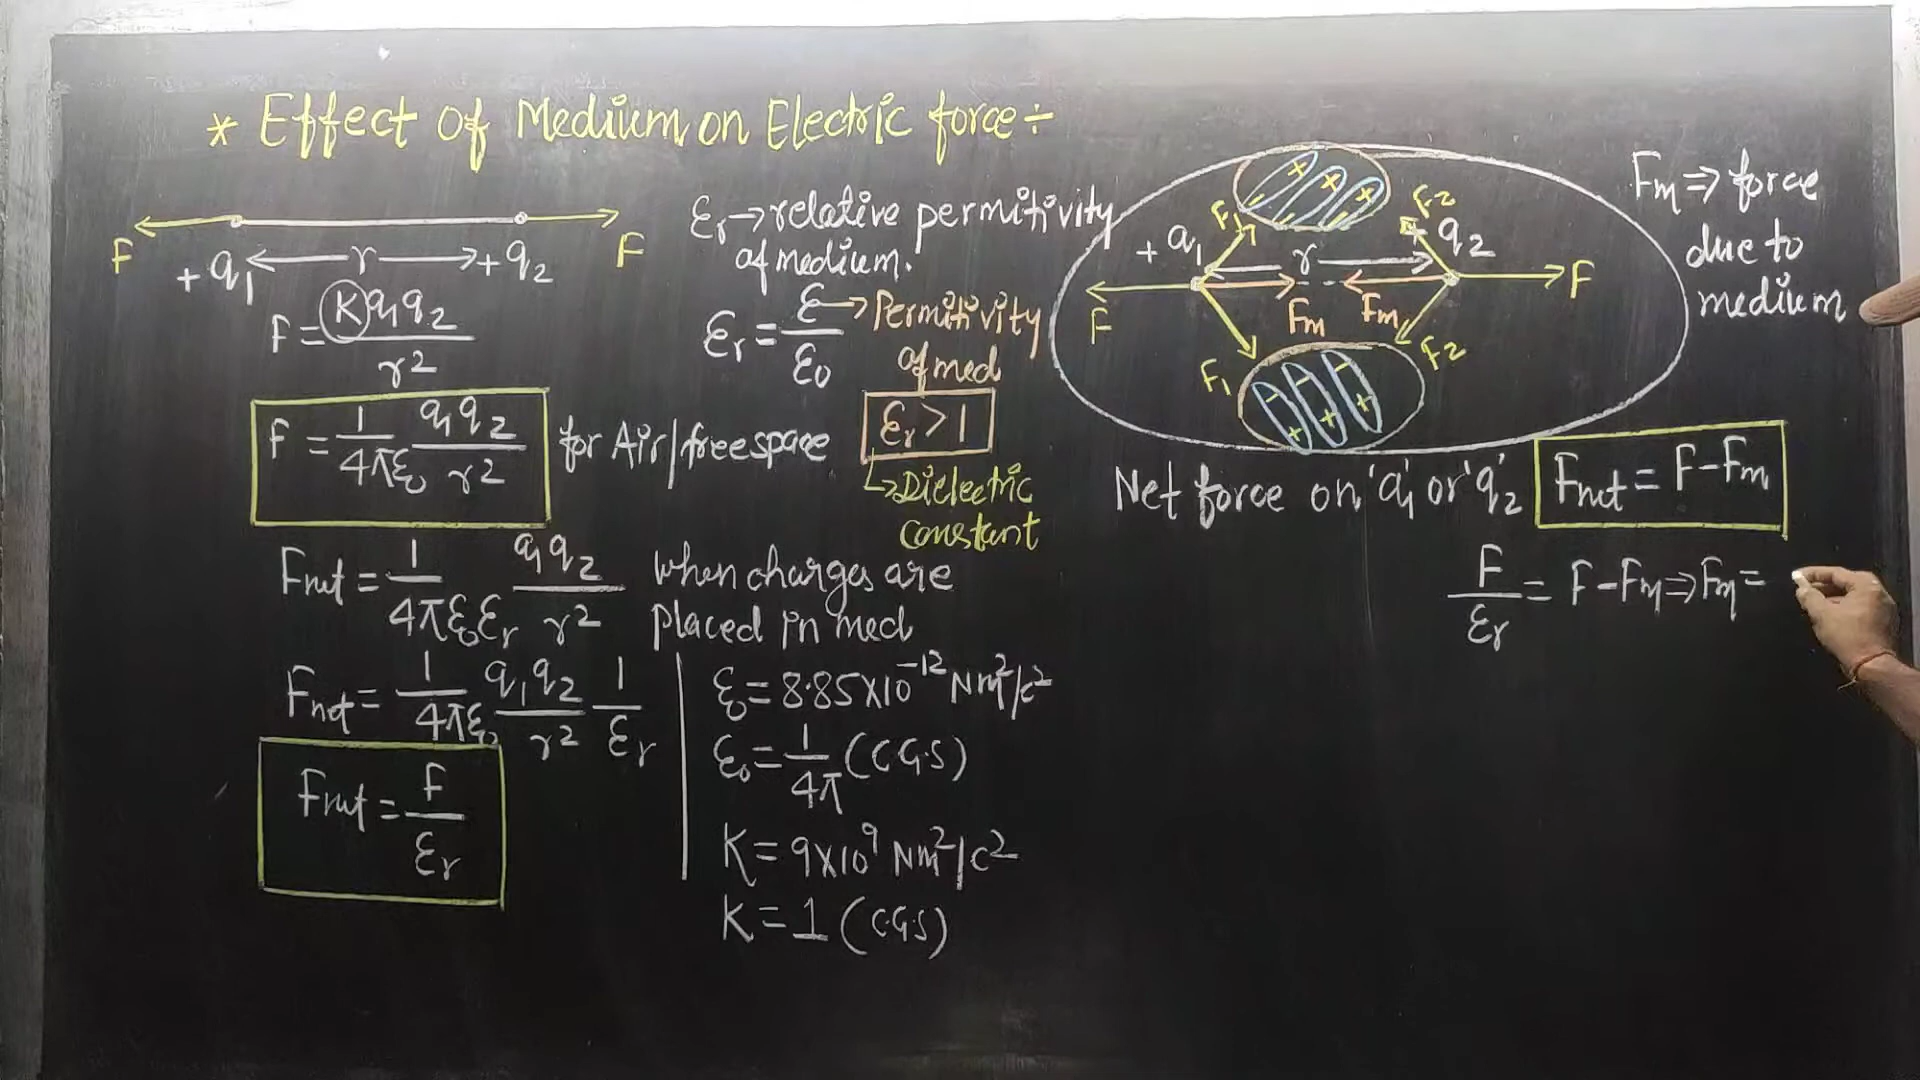 * Effect of Medium on Electric force÷
F F
+q₁ ← r → +q₂
F = Kq₁q₂/r²
F = 1/4πε₀ q₁q₂/r² for Air/free space
Fnet = 1/4πε₀εr q₁q₂/r² when charges are
placed in med
Fnet = 1/4πε₀ q₁q₂/r² 1/εr
Fnet = F/εr
εr → relative permitivity
of medium.
εr = ε/ε₀ → Permitivity
of med
εr > 1
↳ Dielectric
constant
ε₀ = 8.85×10⁻¹² Nm²/c²
ε₀ = 1/4π (CGS)
K = 9×10⁹ Nm²/c²
K = 1 (CGS)
+ + +
- - -
F₁ F₂
+ q₁ r + q₂
F Fm Fm F
F₁ F₂
- - -
+ + +
Fm ⇒ force
due to
medium
Net force on 'q₁' or 'q₂' Fnet = F-Fm
F/εr = F-Fm ⇒ Fm =